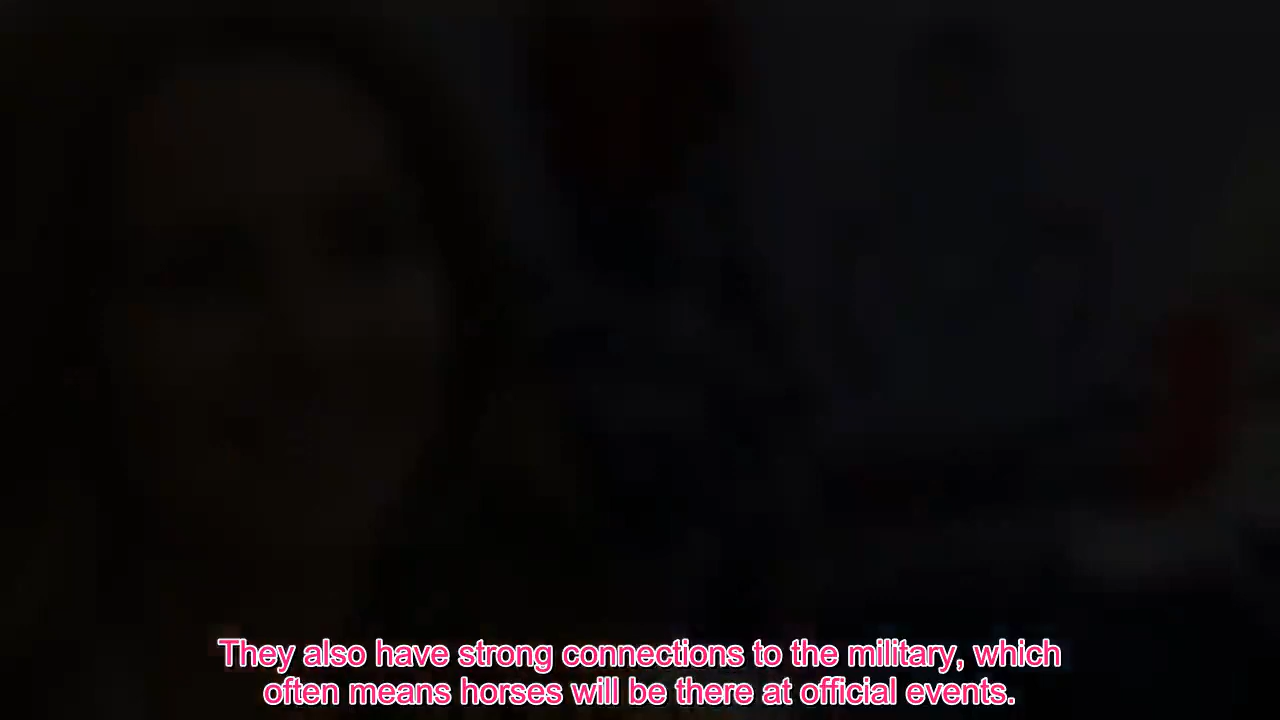 They also have strong connections to the military, which
often means horses will be there at official events.